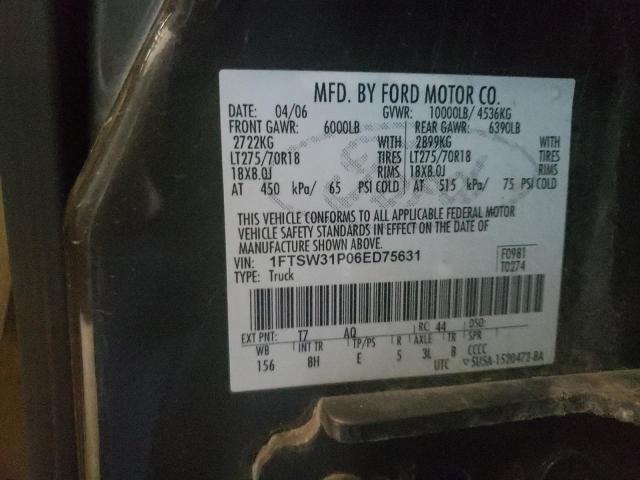 MFD. BY FORD MOTOR CO.
DATE: 04/06 GVWR: 10000LB/ 4536KG
FRONT GAWR: 6000LB REAR GAWR: 6390LB
2722KG WITH 2899KG WITH
LT275/70R18 TIRES LT275/70R18 TIRES
18X8.0J RIMS 18X8.0J RIMS
AT 450 kPa/ 65 PSI COLD AT 515 kPa/ 75 PSI COLD
THIS VEHICLE CONFORMS TO ALL APPLICABLE FEDERAL MOTOR
VEHICLE SAFETY STANDARDS IN EFFECT ON THE DATE OF
MANUFACTURE SHOWN ABOVE.
VIN: 1FTSW31P06ED75631 F0981
TYPE: Truck T0274
EXT PNT: T7 AQ RC: 44 DSO:
WB INT TR TP/PS R AXLE TR SPR
156 BH E 5 3L B CCCC
UTC 5U5A-1520472-BA